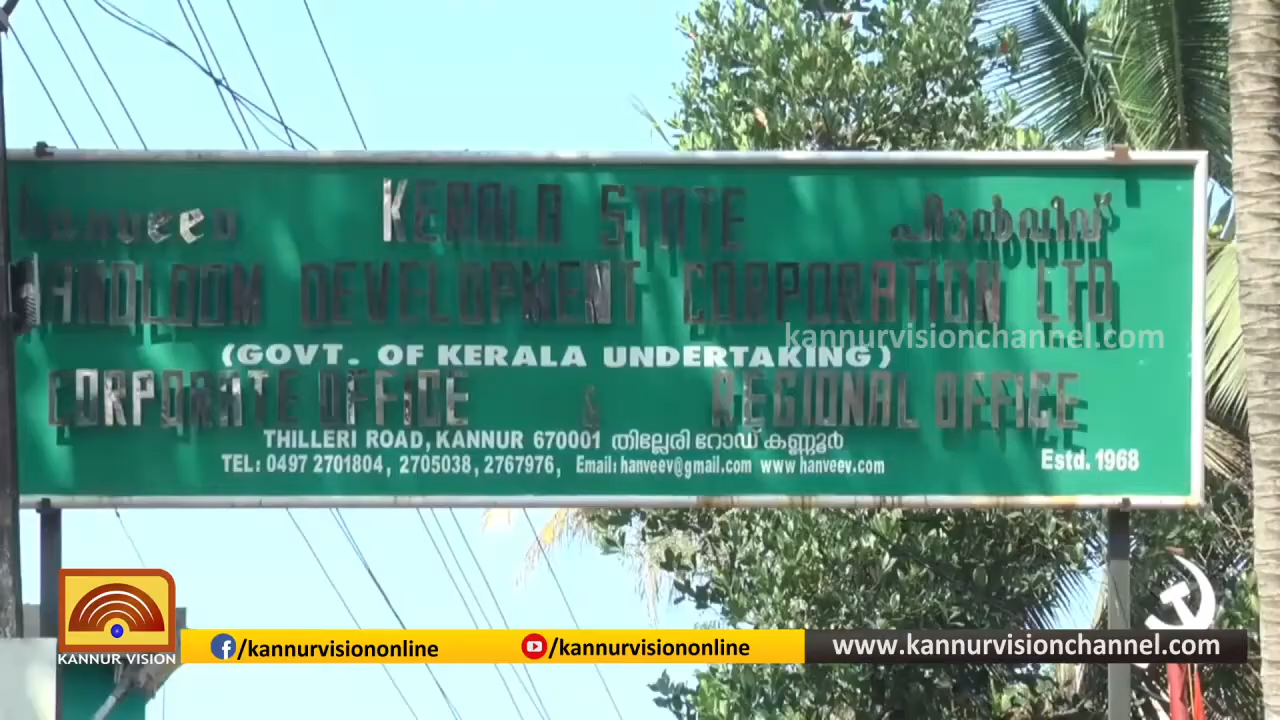 hanveev KERALA STATE ഹാൻവീവ്
HANDLOOM DEVELOPMENT CORPORATION LTD
kannurvisionchannel.com
(GOVT. OF KERALA UNDERTAKING)
CORPORATE OFFICE & REGIONAL OFFICE
THILLERI ROAD, KANNUR 670001 തില്ലേരി റോഡ് കണ്ണൂർ
TEL: 0497 2701804, 2705038, 2767976, Email: hanveev@gmail.com www.hanveev.com
Estd. 1968
KANNUR VISION
/kannurvisiononline
/kannurvisiononline
www.kannurvisionchannel.com